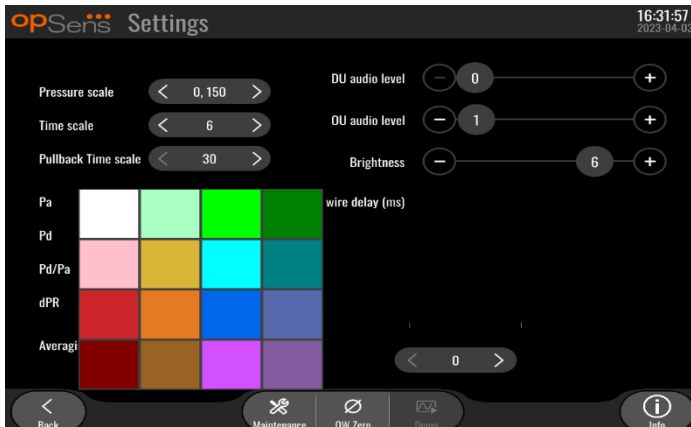 opSens Settings
16:31:57
2023-04-03
Pressure scale < 0, 150 >
Time scale < 6 >
Pullback Time scale < 30 >
DU audio level − 0 +
OU audio level − 1 +
Brightness − 6 +
Pa
wire delay (ms)
Pd
Pd/Pa
dPR
Averagi
< 0 >
Back
Maintenance
OW Zero
Demo
Info